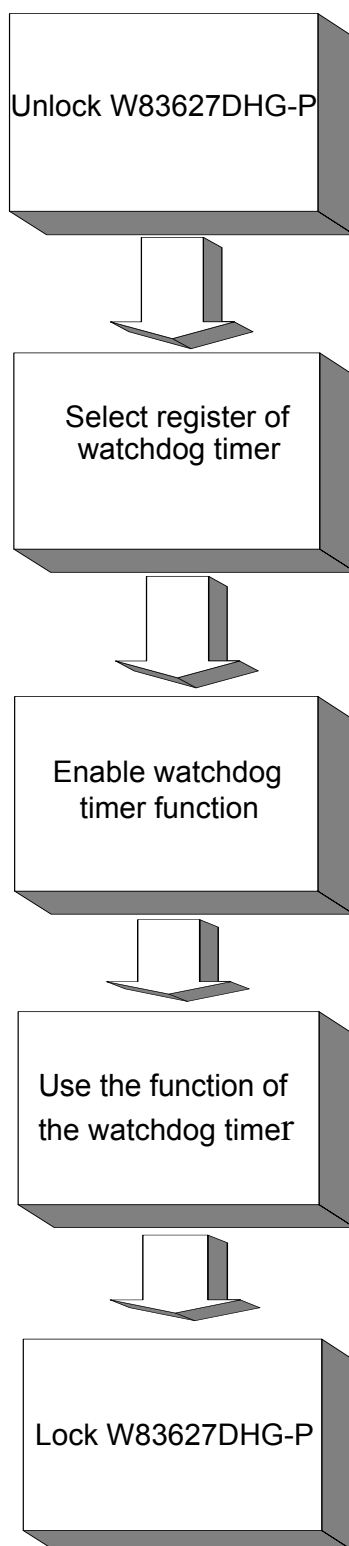 Unlock W83627DHG-P
Select register of
watchdog timer
Enable watchdog
timer function
Use the function of
the watchdog timer
Lock W83627DHG-P